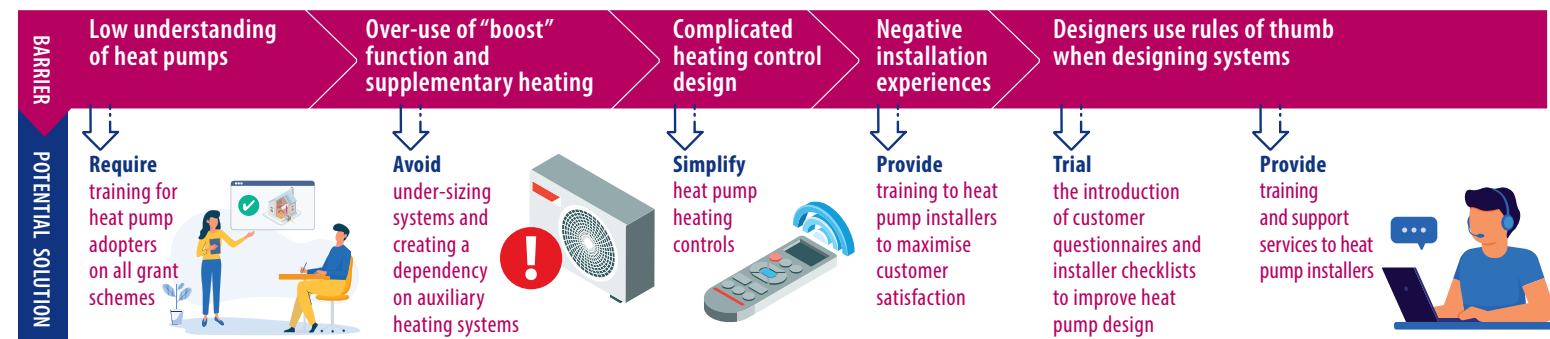 BARRIER
Low understanding
of heat pumps
Over-use of “boost”
function and
supplementary heating
Complicated
heating control
design
Negative
installation
experiences
Designers use rules of thumb
when designing systems
POTENTIAL SOLUTION
Require
training for
heat pump
adopters
on all grant
schemes
Avoid
under-sizing
systems and
creating a
dependency
on auxiliary
heating systems
Simplify
heat pump
heating
controls
Provide
training to heat
pump installers
to maximise
customer
satisfaction
Trial
the introduction
of customer
questionnaires and
installer checklists
to improve heat
pump design
Provide
training
and support
services to heat
pump installers